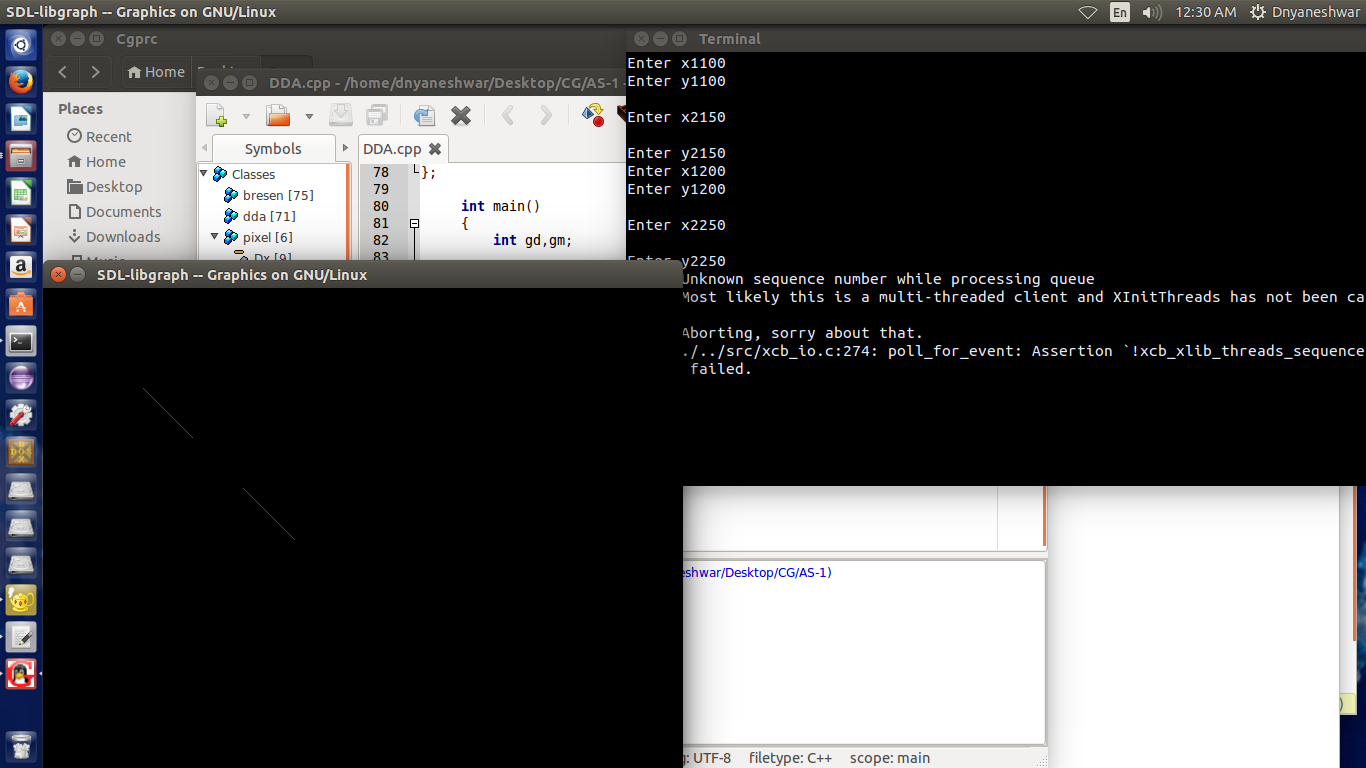 SDL-libgraph -- Graphics on GNU/Linux
En
12:30 AM
Dnyaneshwar
Cgprc
Home
Places
Recent
Home
Desktop
Documents
Downloads
DDA.cpp - /home/dnyaneshwar/Desktop/CG/AS-1 -
Symbols
Classes
bresen [75]
dda [71]
pixel [6]
Dx [9]
DDA.cpp
78 };
79
80 int main()
81 {
82 int gd,gm;
83
Terminal
Enter x1100
Enter y1100
Enter x2150
Enter y2150
Enter x1200
Enter y1200
Enter x2250
Enter y2250
Unknown sequence number while processing queue
Most likely this is a multi-threaded client and XInitThreads has not been ca
Aborting, sorry about that.
./../src/xcb_io.c:274: poll_for_event: Assertion `!xcb_xlib_threads_sequence
failed.
SDL-libgraph -- Graphics on GNU/Linux
eshwar/Desktop/CG/AS-1)
g: UTF-8 filetype: C++ scope: main